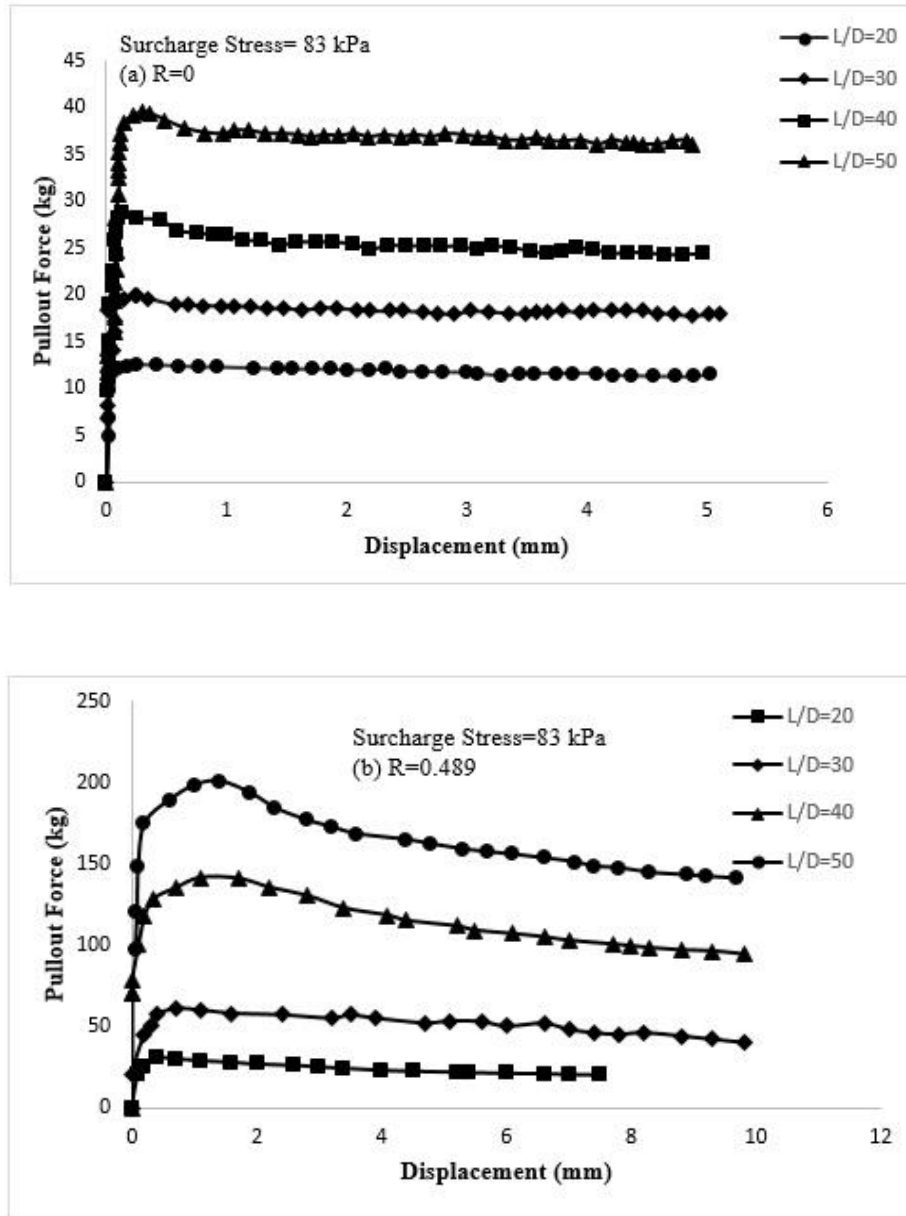 Surcharge Stress= 83 kPa
(a) R=0
L/D=20
L/D=30
L/D=40
L/D=50
45
40
35
30
25
20
15
10
5
0
Pullout Force (kg)
0 1 2 3 4 5 6
Displacement (mm)
250
200
150
100
50
0
Surcharge Stress=83 kPa
(b) R=0.489
L/D=20
L/D=30
L/D=40
L/D=50
Pullout Force (kg)
0 2 4 6 8 10 12
Displacement (mm)